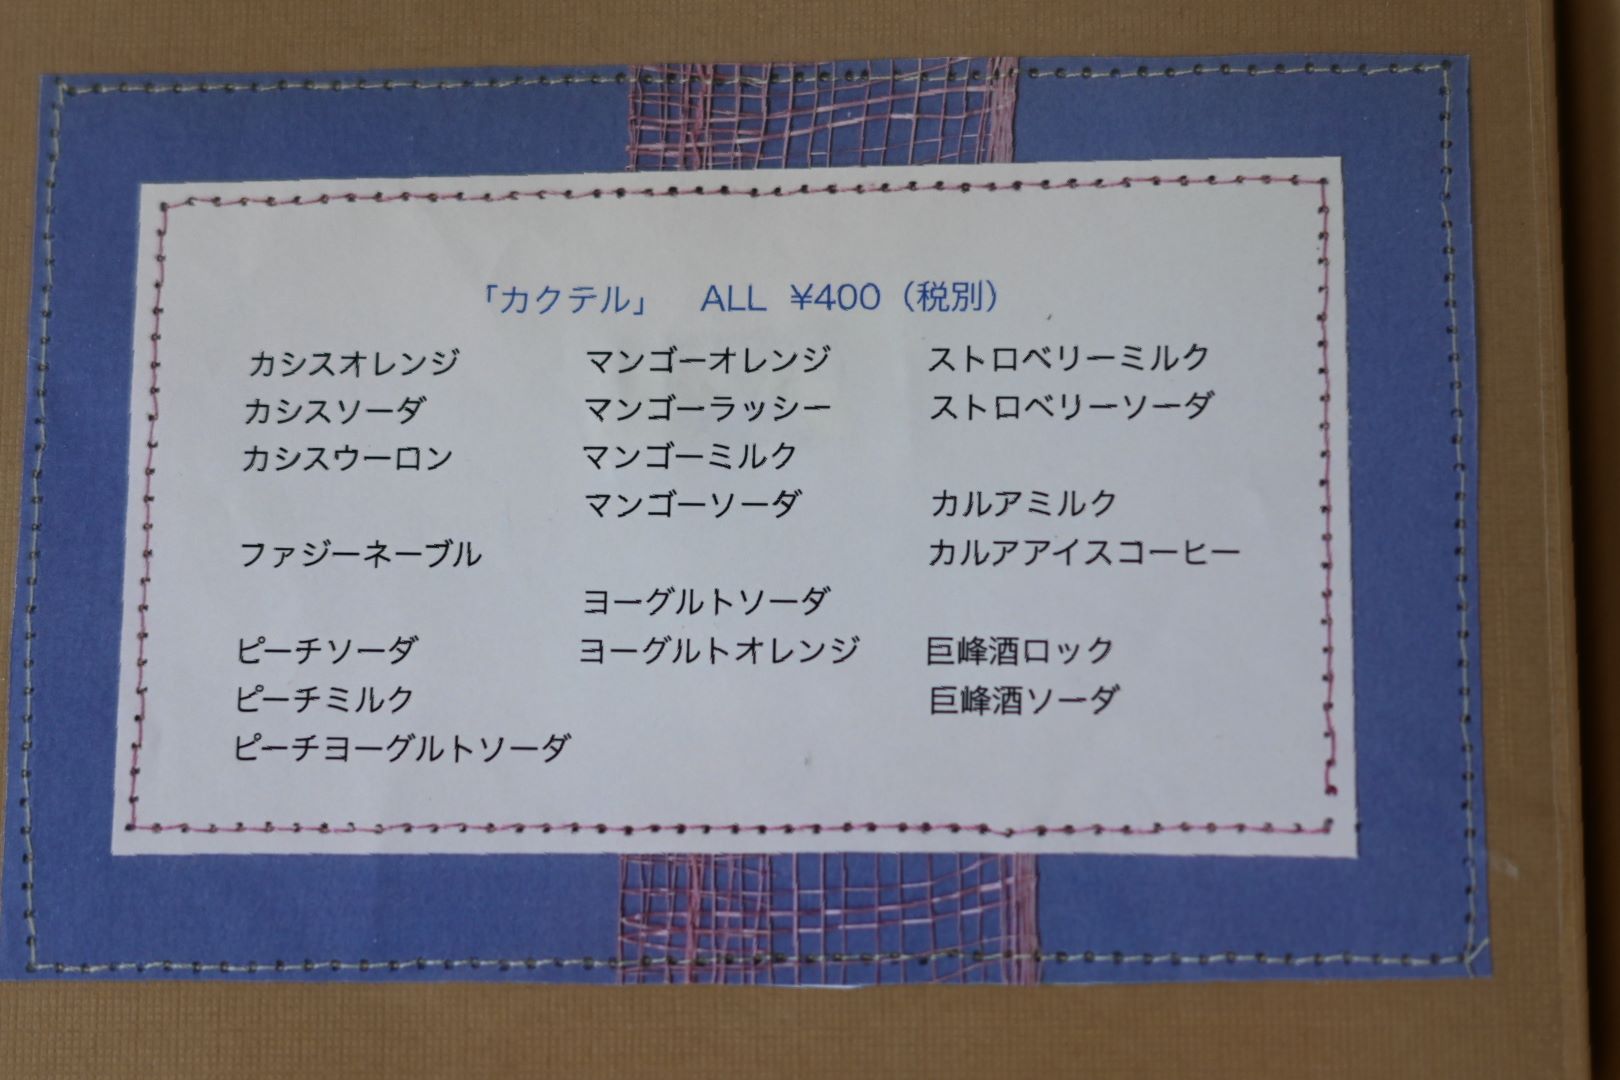 「カクテル」 ALL ¥400（税別）
カシスオレンジ
カシスソーダ
カシスウーロン
ファジーネーブル
ピーチソーダ
ピーチミルク
ピーチヨーグルトソーダ
マンゴーオレンジ
マンゴーラッシー
マンゴーミルク
マンゴーソーダ
ヨーグルトソーダ
ヨーグルトオレンジ
ストロベリーミルク
ストロベリーソーダ
カルアミルク
カルアアイスコーヒー
巨峰酒ロック
巨峰酒ソーダ